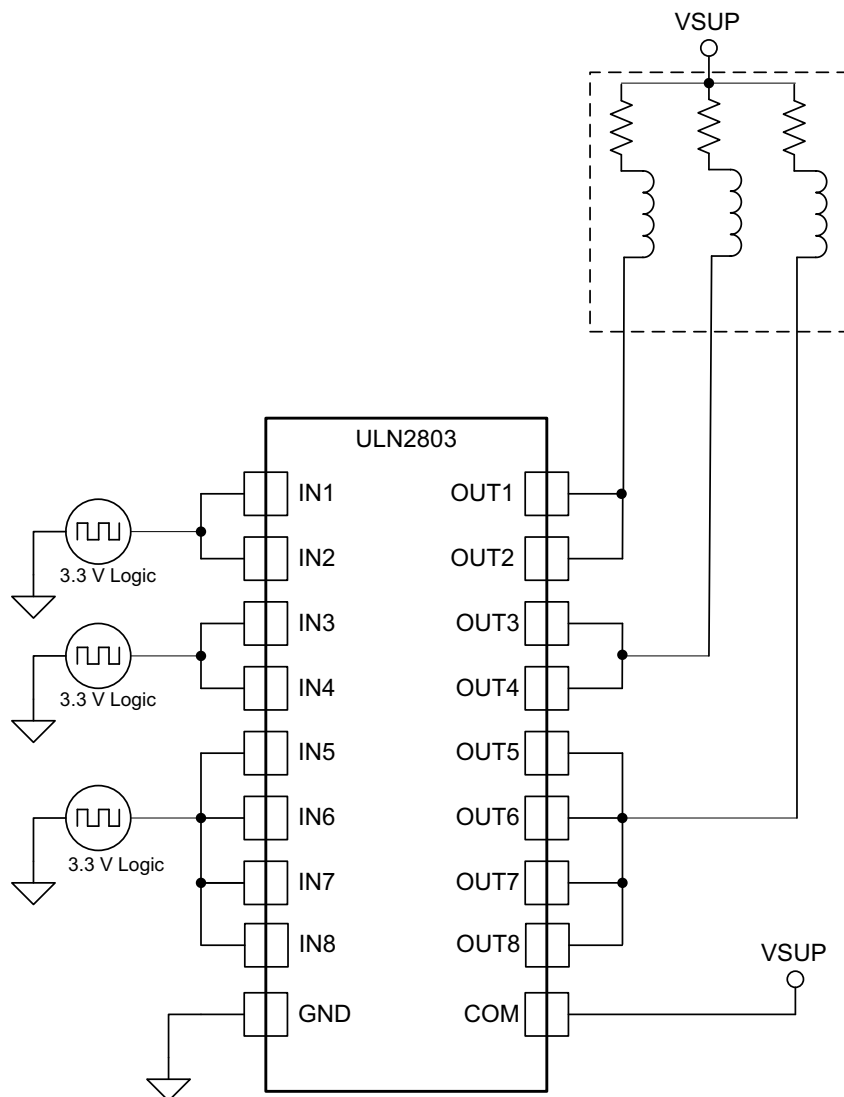 VSUP
ULN2803
IN1
OUT1
IN2
OUT2
3.3 V Logic
IN3
OUT3
IN4
OUT4
3.3 V Logic
IN5
OUT5
IN6
OUT6
3.3 V Logic
IN7
OUT7
IN8
OUT8
VSUP
GND
COM